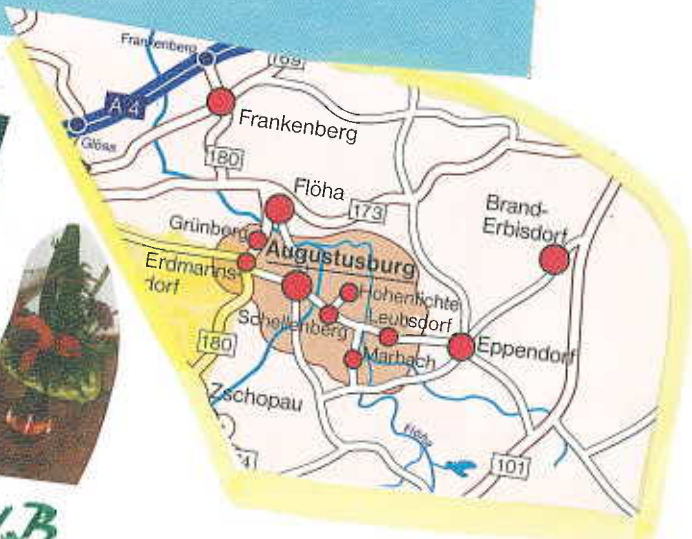 Frankenberg
169
A 4
Glösa
Frankenberg
180
Flöha
173
Brand-
Erbisdorf
Grünberg
Augustusburg
Erdmanns-
dorf
Hohenfichte
Schellenberg
Leubsdorf
Marbach
Eppendorf
180
Zschopau
Flöha
101